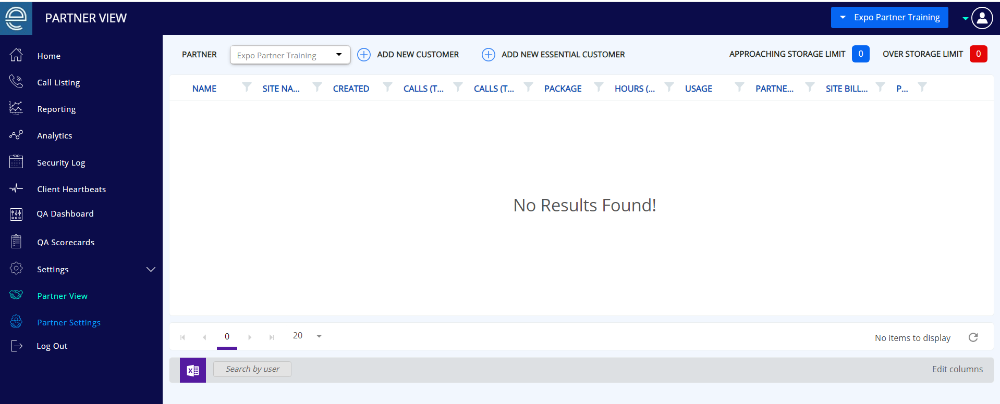 PARTNER VIEW
Expo Partner Training
Home
Call Listing
Reporting
Analytics
Security Log
Client Heartbeats
QA Dashboard
QA Scorecards
Settings
Partner View
Partner Settings
Log Out
PARTNER Expo Partner Training ADD NEW CUSTOMER ADD NEW ESSENTIAL CUSTOMER APPROACHING STORAGE LIMIT 0 OVER STORAGE LIMIT 0
NAME SITE NA... CREATED CALLS (T... CALLS (T... PACKAGE HOURS (... USAGE PARTNE... SITE BILL... P...
No Results Found!
0 20 No items to display
Search by user Edit columns